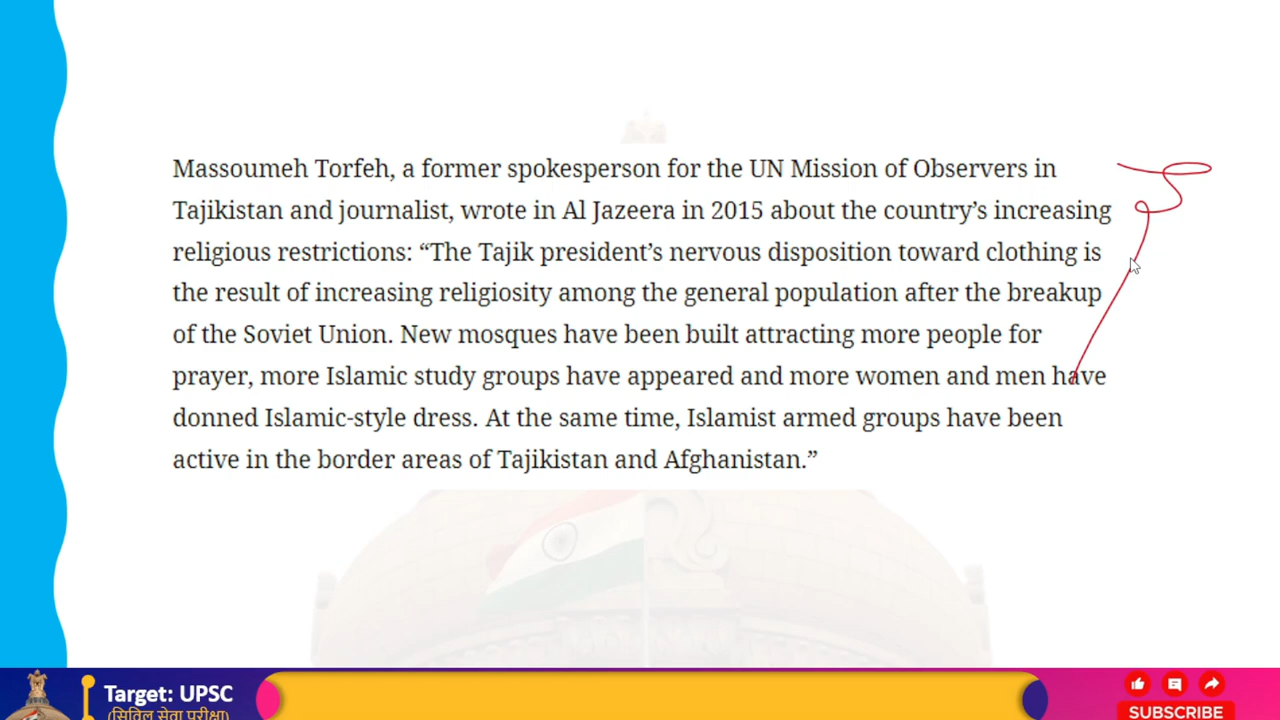 Massoumeh Torfeh, a former spokesperson for the UN Mission of Observers in
Tajikistan and journalist, wrote in Al Jazeera in 2015 about the country’s increasing
religious restrictions: “The Tajik president’s nervous disposition toward clothing is
the result of increasing religiosity among the general population after the breakup
of the Soviet Union. New mosques have been built attracting more people for
prayer, more Islamic study groups have appeared and more women and men have
donned Islamic-style dress. At the same time, Islamist armed groups have been
active in the border areas of Tajikistan and Afghanistan.”
Target: UPSC
(सिविल सेवा परीक्षा)
SUBSCRIBE